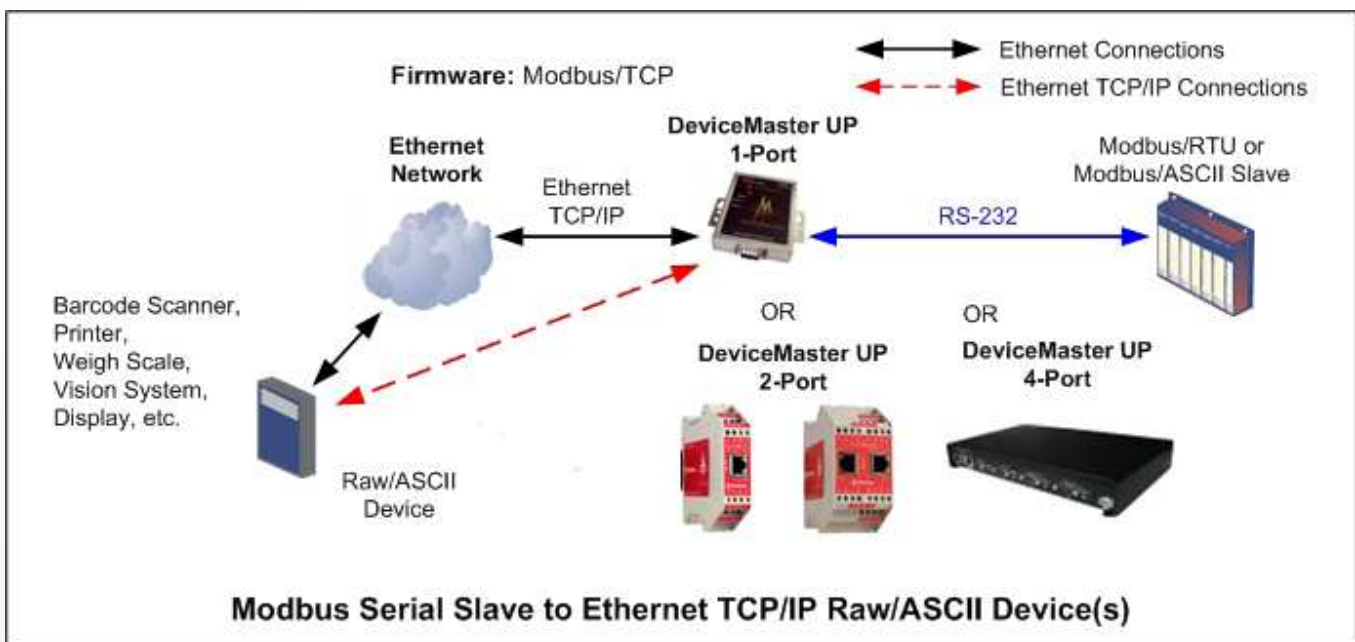 Ethernet Connections
Firmware: Modbus/TCP
Ethernet TCP/IP Connections
DeviceMaster UP
1-Port
Ethernet
Network
Modbus/RTU or
Modbus/ASCII Slave
Ethernet
TCP/IP
RS-232
Barcode Scanner,
Printer,
Weigh Scale,
Vision System,
Display, etc.
OR
OR
DeviceMaster UP
2-Port
DeviceMaster UP
4-Port
Raw/ASCII
Device
Modbus Serial Slave to Ethernet TCP/IP Raw/ASCII Device(s)